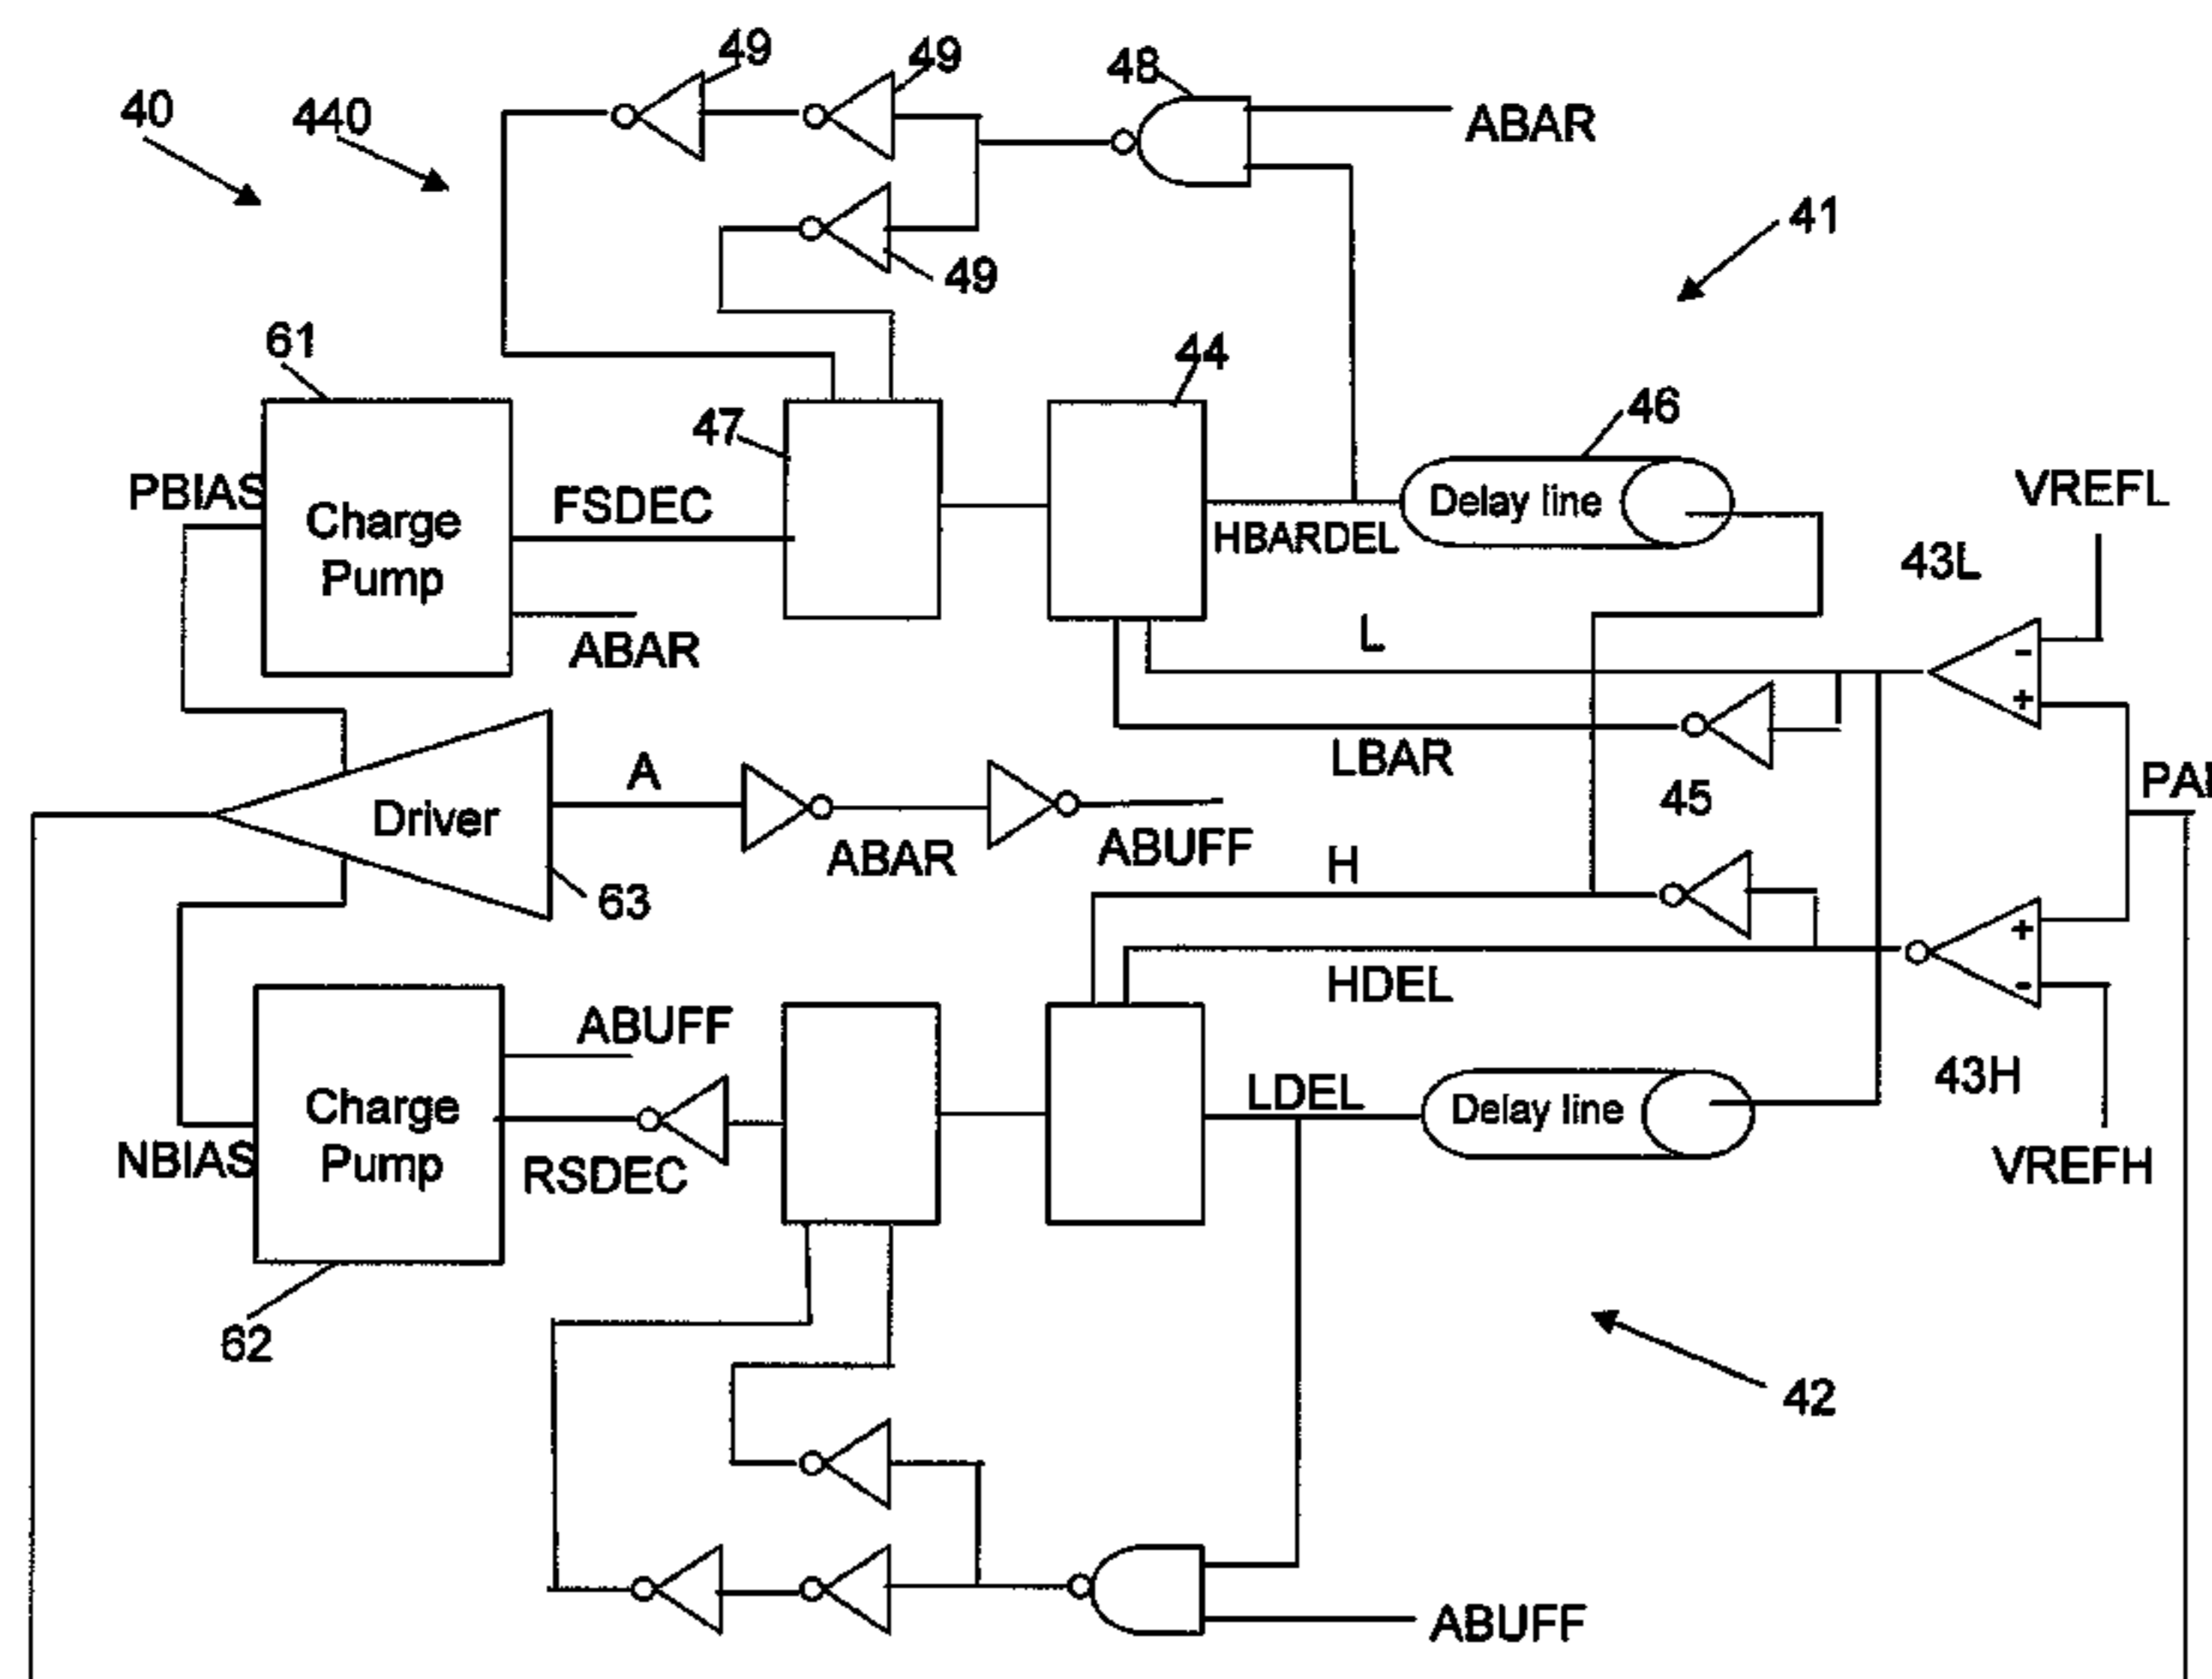 49
49
48
40
440
ABAR
41
49
61
44
47
46
PBIAS
FSDEC
Delay line
VREFL
Charge
Pump
HBARDEL
43L
L
ABAR
LBAR
A
Driver
45
ABAR
ABUFF
H
63
HDEL
ABUFF
43H
Charge
Pump
LDEL
Delay line
NBIAS
RSDEC
VREFH
62
42
ABUFF